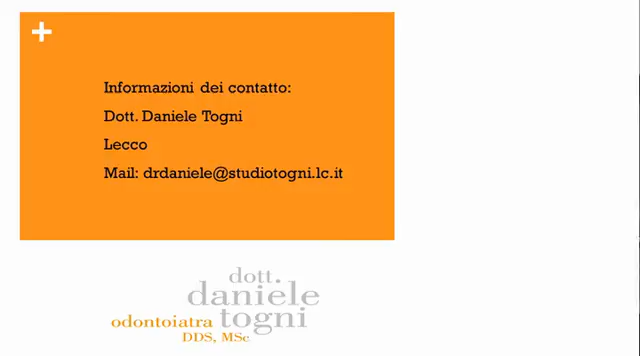 +
Informazioni dei contatto:
Dott. Daniele Togni
Lecco
Mail: drdaniele@studiotogni.lc.it
dott.
daniele
odontoiatra togni
DDS, MSc